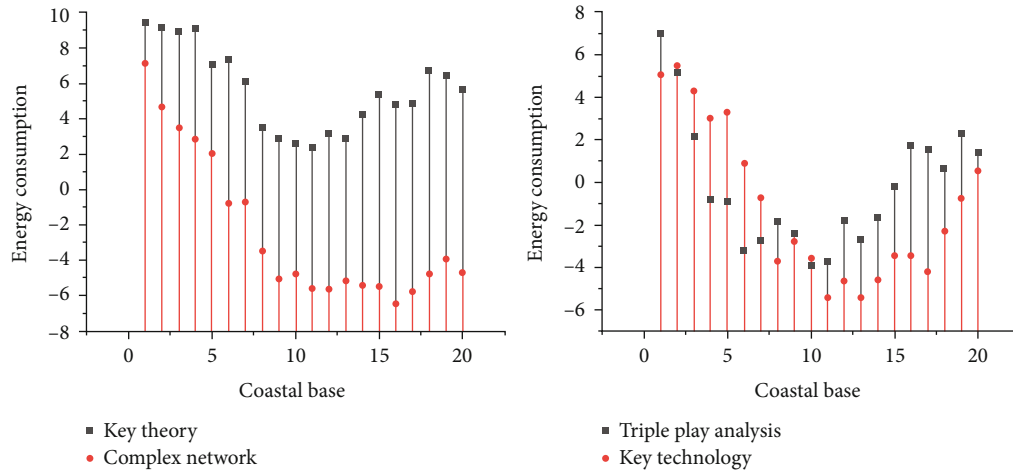 10
8
6
4
2
0
−2
−4
−6
−8
Energy consumption
0 5 10 15 20
Coastal base
Key theory
Complex network
8
6
4
2
0
−2
−4
−6
Energy consumption
0 5 10 15 20
Coastal base
Triple play analysis
Key technology